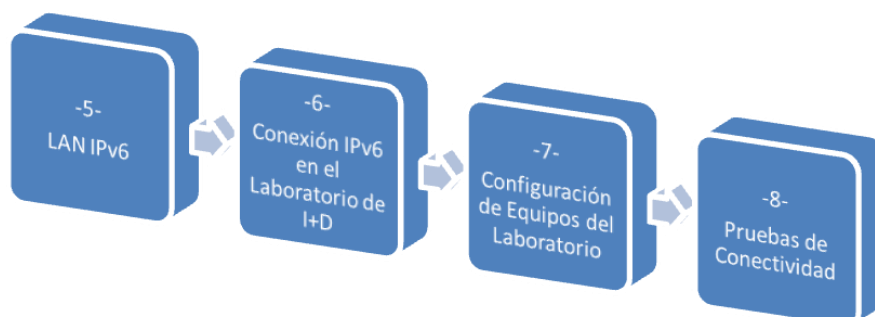 -5-
LAN IPv6
-6-
Conexión IPv6
en el
Laboratorio de
I+D
-7-
Configuración
de Equipos del
Laboratorio
-8-
Pruebas de
Conectividad